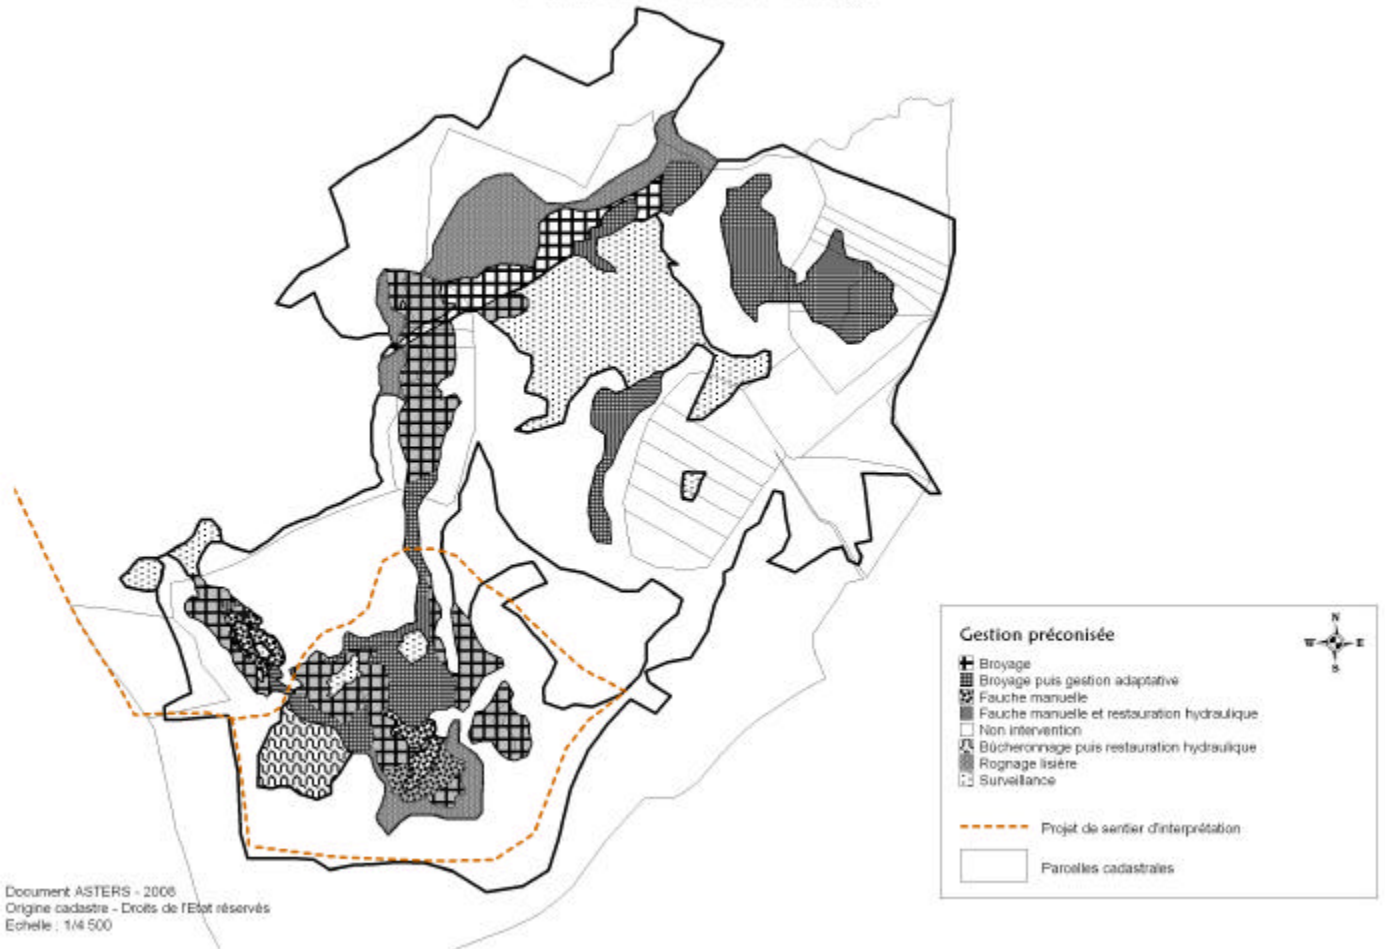 N
W E
S
Gestion préconisée
Broyage
Broyage puis gestion adaptative
Fauche manuelle
Fauche manuelle et restauration hydraulique
Non intervention
Bûcheronnage puis restauration hydraulique
Rognage lisière
Surveillance
Projet de sentier d'interprétation
Parcelles cadastrales
Document ASTERS - 2008
Origine cadastre - Droits de l'Etat réservés
Echelle : 1/4 500